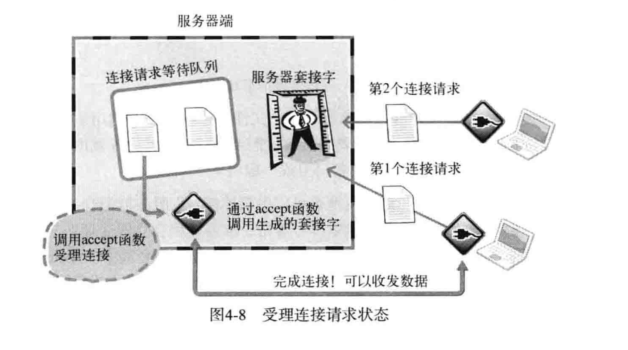 服务器端
连接请求等待队列
服务器套接字
第2个连接请求
第1个连接请求
通过accept函数
调用生成的套接字
调用accept函数
受理连接
完成连接！可以收发数据
图4-8 受理连接请求状态